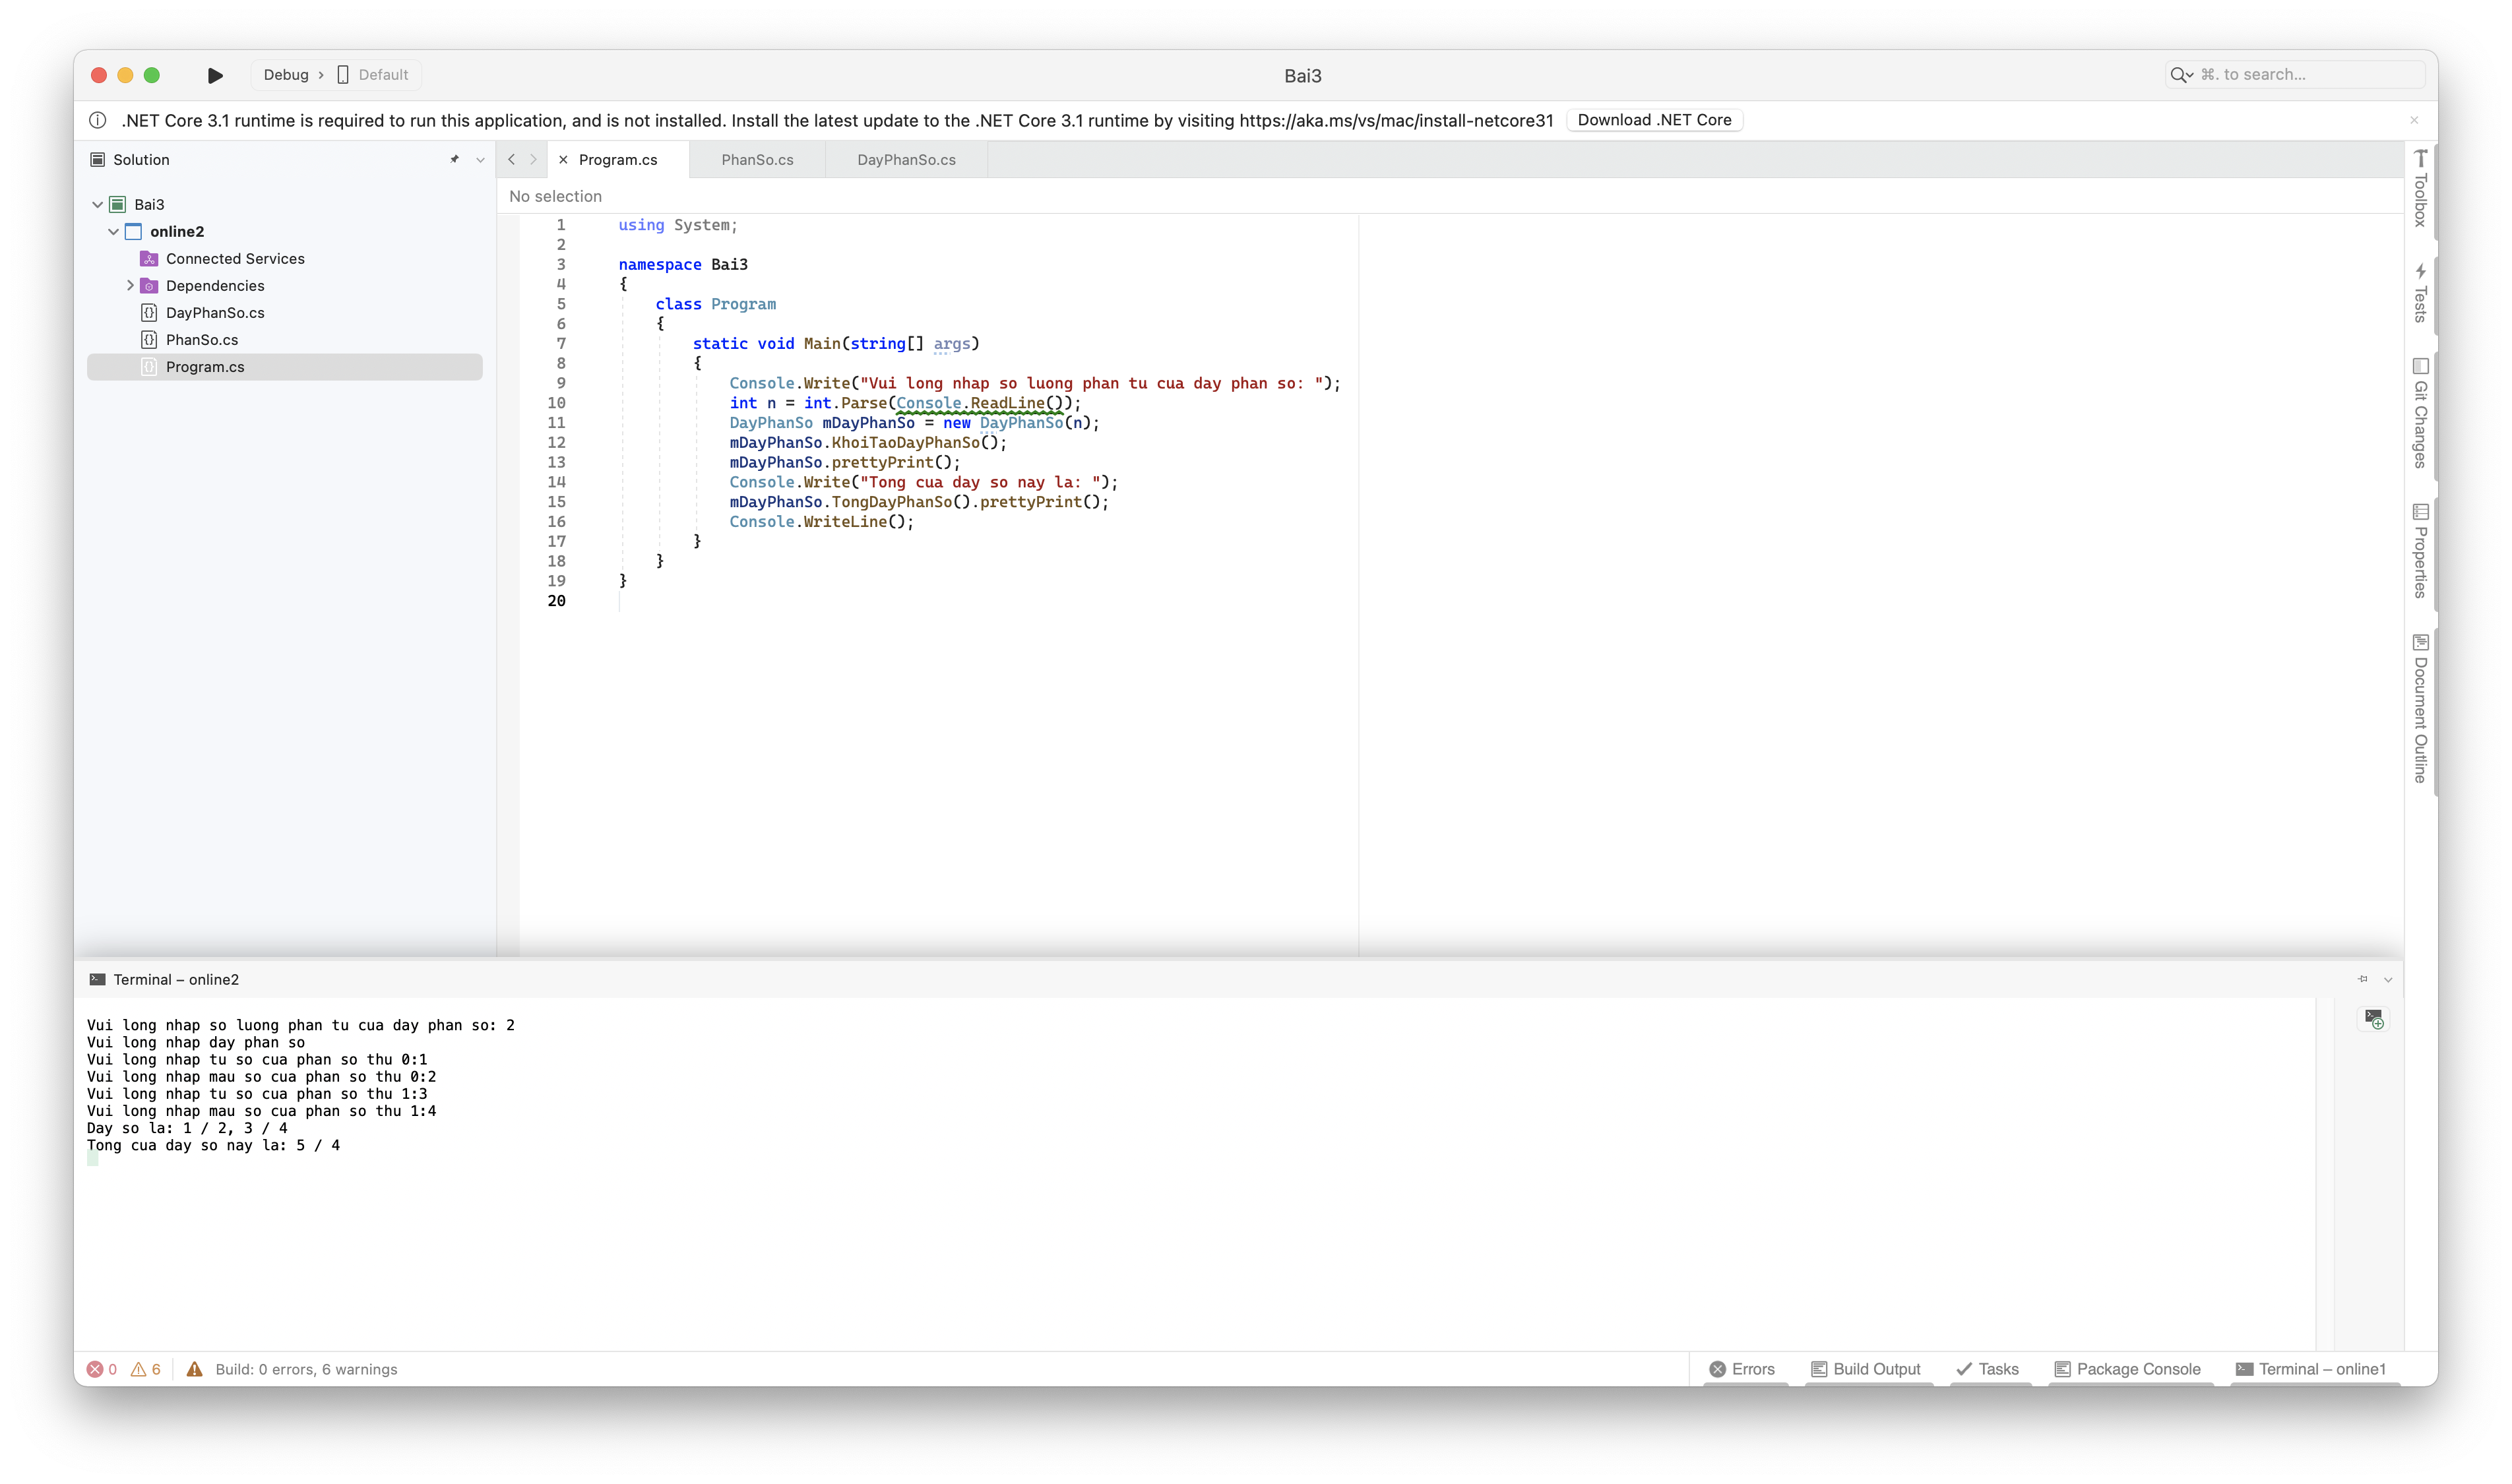 Debug › Default
Bai3
⌘. to search...
.NET Core 3.1 runtime is required to run this application, and is not installed. Install the latest update to the .NET Core 3.1 runtime by visiting https://aka.ms/vs/mac/install-netcore31
Download .NET Core
Solution
Bai3
online2
Connected Services
Dependencies
DayPhanSo.cs
PhanSo.cs
Program.cs
Program.cs
PhanSo.cs
DayPhanSo.cs
No selection
1 using System;
2
3 namespace Bai3
4 {
5 class Program
6 {
7 static void Main(string[] args)
8 {
9 Console.Write("Vui long nhap so luong phan tu cua day phan so: ");
10 int n = int.Parse(Console.ReadLine());
11 DayPhanSo mDayPhanSo = new DayPhanSo(n);
12 mDayPhanSo.KhoiTaoDayPhanSo();
13 mDayPhanSo.prettyPrint();
14 Console.Write("Tong cua day so nay la: ");
15 mDayPhanSo.TongDayPhanSo().prettyPrint();
16 Console.WriteLine();
17 }
18 }
19 }
20
Toolbox
Tests
Git Changes
Properties
Document Outline
Terminal – online2
Vui long nhap so luong phan tu cua day phan so: 2
Vui long nhap day phan so
Vui long nhap tu so cua phan so thu 0:1
Vui long nhap mau so cua phan so thu 0:2
Vui long nhap tu so cua phan so thu 1:3
Vui long nhap mau so cua phan so thu 1:4
Day so la: 1 / 2, 3 / 4
Tong cua day so nay la: 5 / 4
0
6
Build: 0 errors, 6 warnings
Errors
Build Output
Tasks
Package Console
Terminal – online1